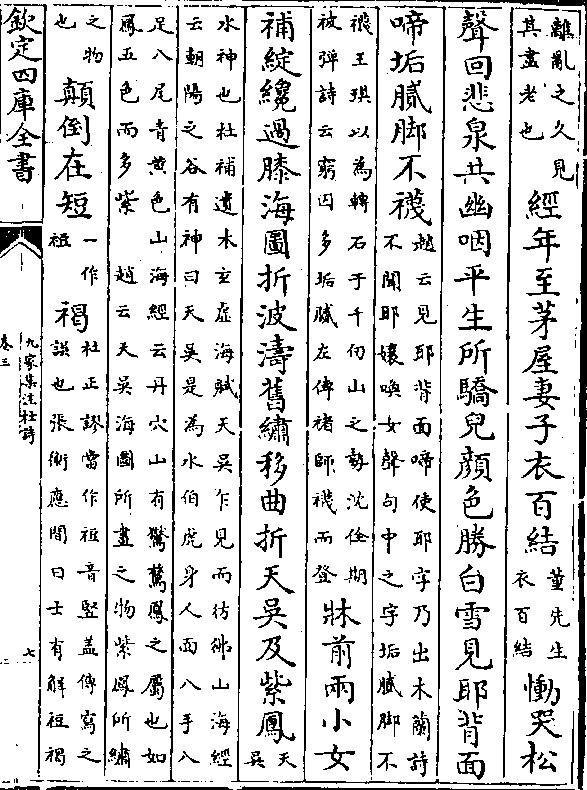 離亂之久見
其盡老也
經年至茅屋妻子衣百結
董先生
衣百結
慟哭松
聲回悲泉共幽咽平生所驕兒顔色勝白雪見耶背面
啼垢膩脚不襪
趙云見耶背面啼使耶字乃出木蘭詩
不聞耶孃喚女聲句中之字垢膩脚不
襪王琪以為轉石于千仞山之勢沈佺期
被彈詩云窮囚多垢膩左傳褚師襪而登
牀前兩小女
補綻纔過膝海圖折波濤舊繡移曲折天吳及紫鳳
天
吳
水神也杜補遺木玄虛海賦天吳乍見而彷彿山海經
云朝陽之谷有神曰天吳是為水伯虎身人面八手八
足八尾青黄色山海經云丹穴山有鸑鷟鳳之屬也如
鳳五色而多紫 趙云天吳海圖所畫之物紫鳳所繡
之物
也
顛倒在短
一作
裋
褐
杜正謬當作裋音豎蓋傳寫之
誤也張衡應間曰士有解裋褐
欽定四庫全書
九家集注杜詩
卷三
七